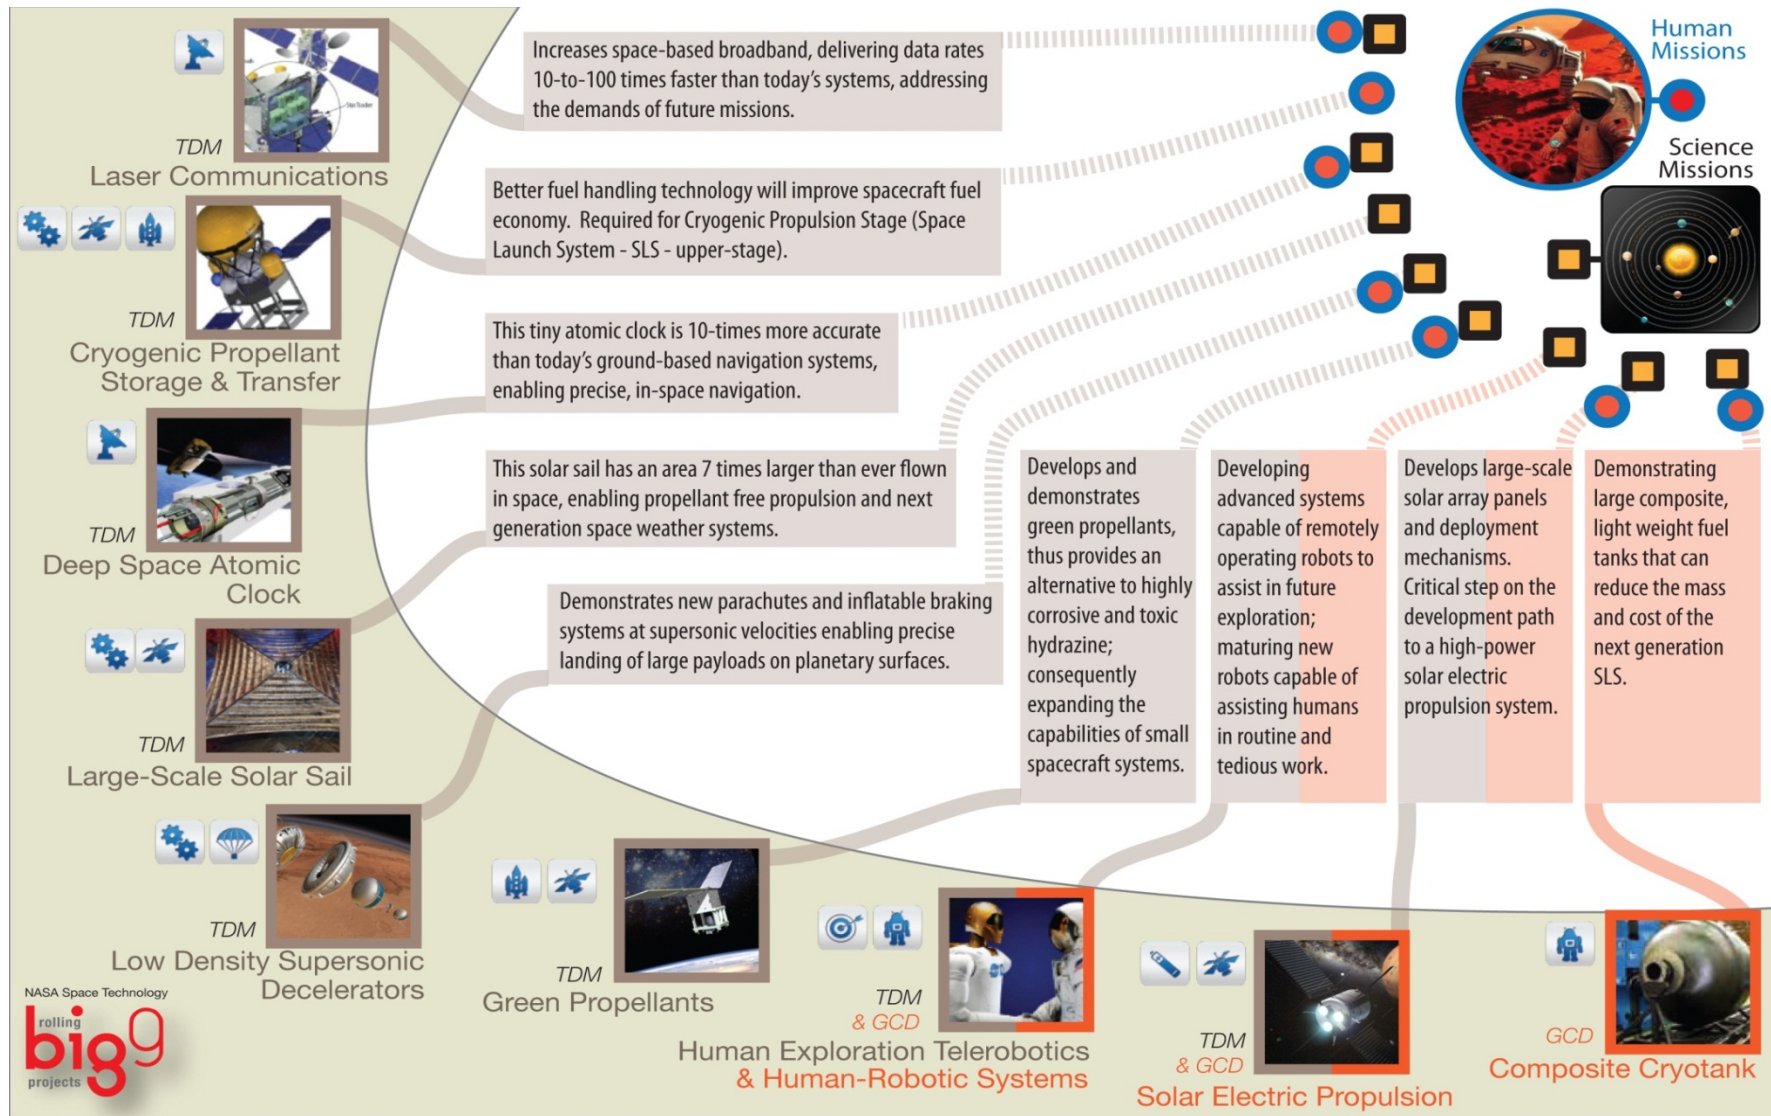 TDM
Laser Communications
Increases space-based broadband, delivering data rates
10-to-100 times faster than today's systems, addressing
the demands of future missions.
Human
Missions
Science
Missions
TDM
Cryogenic Propellant
Storage & Transfer
Better fuel handling technology will improve spacecraft fuel
economy.  Required for Cryogenic Propulsion Stage (Space
Launch System - SLS - upper-stage).
TDM
Deep Space Atomic
Clock
This tiny atomic clock is 10-times more accurate
than today's ground-based navigation systems,
enabling precise, in-space navigation.
TDM
Large-Scale Solar Sail
This solar sail has an area 7 times larger than ever flown
in space, enabling propellant free propulsion and next
generation space weather systems.
TDM
Low Density Supersonic
Decelerators
Demonstrates new parachutes and inflatable braking
systems at supersonic velocities enabling precise
landing of large payloads on planetary surfaces.
Develops and
demonstrates
green propellants,
thus provides an
alternative to highly
corrosive and toxic
hydrazine;
consequently
expanding the
capabilities of small
spacecraft systems.
Developing
advanced systems
capable of remotely
operating robots to
assist in future
exploration;
maturing new
robots capable of
assisting humans
in routine and
tedious work.
Develops large-scale
solar array panels
and deployment
mechanisms.
Critical step on the
development path
to a high-power
solar electric
propulsion system.
Demonstrating
large composite,
light weight fuel
tanks that can
reduce the mass
and cost of the
next generation
SLS.
TDM
Green Propellants
TDM
& GCD
Human Exploration Telerobotics
& Human-Robotic Systems
TDM
& GCD
Solar Electric Propulsion
GCD
Composite Cryotank
NASA Space Technology
rolling
big9
projects